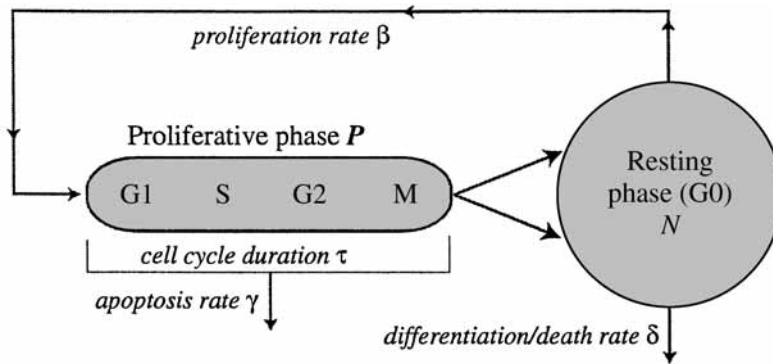 proliferation rate β
Proliferative phase P
G1 S G2 M
Resting
phase (G0)
N
cell cycle duration τ
apoptosis rate γ
differentiation/death rate δ